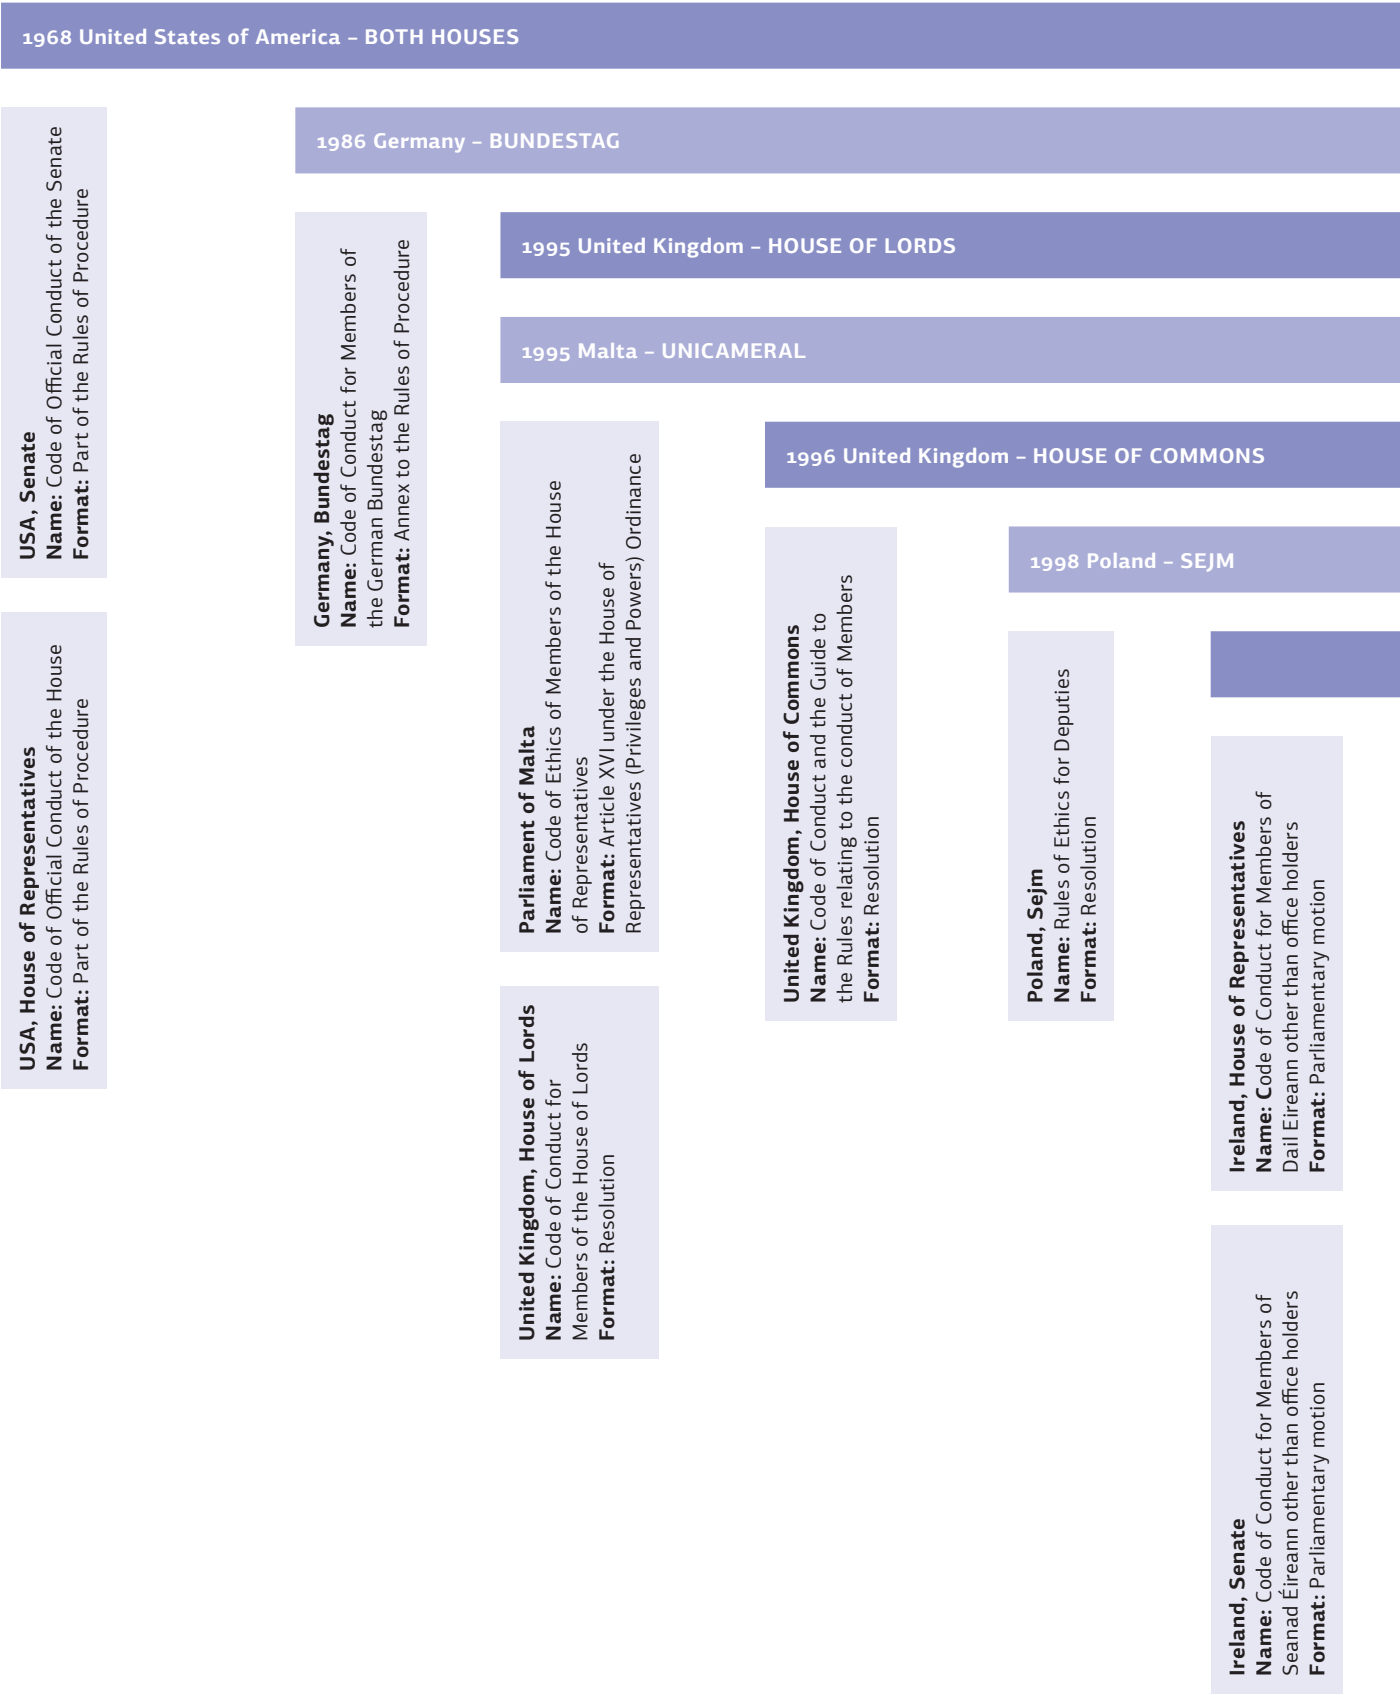 1968 United States of America – BOTH HOUSES
USA, Senate
Name: Code of Official Conduct of the Senate
Format: Part of the Rules of Procedure
USA, House of Representatives
Name: Code of Official Conduct of the House
Format: Part of the Rules of Procedure
1986 Germany – BUNDESTAG
Germany, Bundestag
Name: Code of Conduct for Members of
the German Bundestag
Format: Annex to the Rules of Procedure
1995 United Kingdom – HOUSE OF LORDS
1995 Malta – UNICAMERAL
Parliament of Malta
Name: Code of Ethics of Members of the House
of Representatives
Format: Article XVI under the House of
Representatives (Privileges and Powers) Ordinance
United Kingdom, House of Lords
Name: Code of Conduct for
Members of the House of Lords
Format: Resolution
1996 United Kingdom – HOUSE OF COMMONS
United Kingdom, House of Commons
Name: Code of Conduct and the Guide to
the Rules relating to the conduct of Members
Format: Resolution
1998 Poland – SEJM
Poland, Sejm
Name: Rules of Ethics for Deputies
Format: Resolution
Ireland, House of Representatives
Name: Code of Conduct for Members of
Dail Eireann other than office holders
Format: Parliamentary motion
Ireland, Senate
Name: Code of Conduct for Members of
Seanad Éireann other than office holders
Format: Parliamentary motion